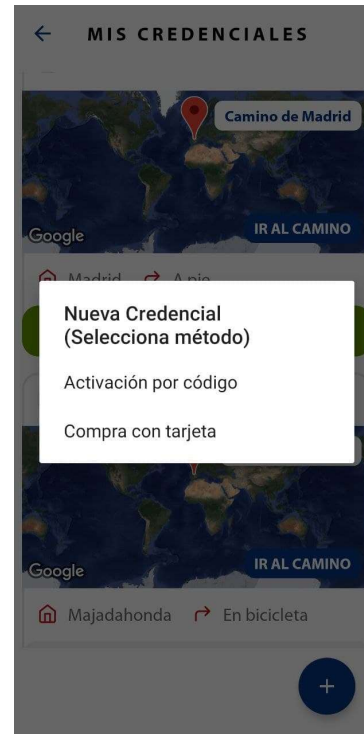 MIS CREDENCIALES
Camino de Madrid
Google
IR AL CAMINO
Madrid A pie
Nueva Credencial
(Selecciona método)
Activación por código
Compra con tarjeta
Google
IR AL CAMINO
Majadahonda En bicicleta
+